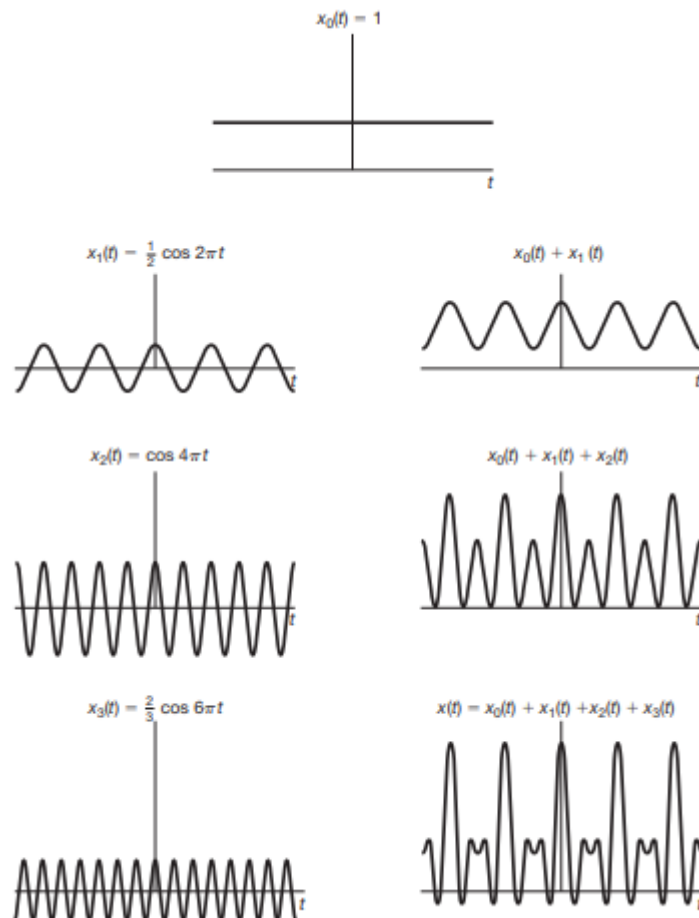 x₀(t) = 1
t
x₁(t) − ½ cos 2πt
x₀(t) + x₁ (t)
t
t
x₂(t) = cos 4πt
x₀(t) + x₁(t) + x₂(t)
t
t
x₃(t) = ⅔ cos 6πt
x(t) = x₀(t) + x₁(t) +x₂(t) + x₃(t)
t
t